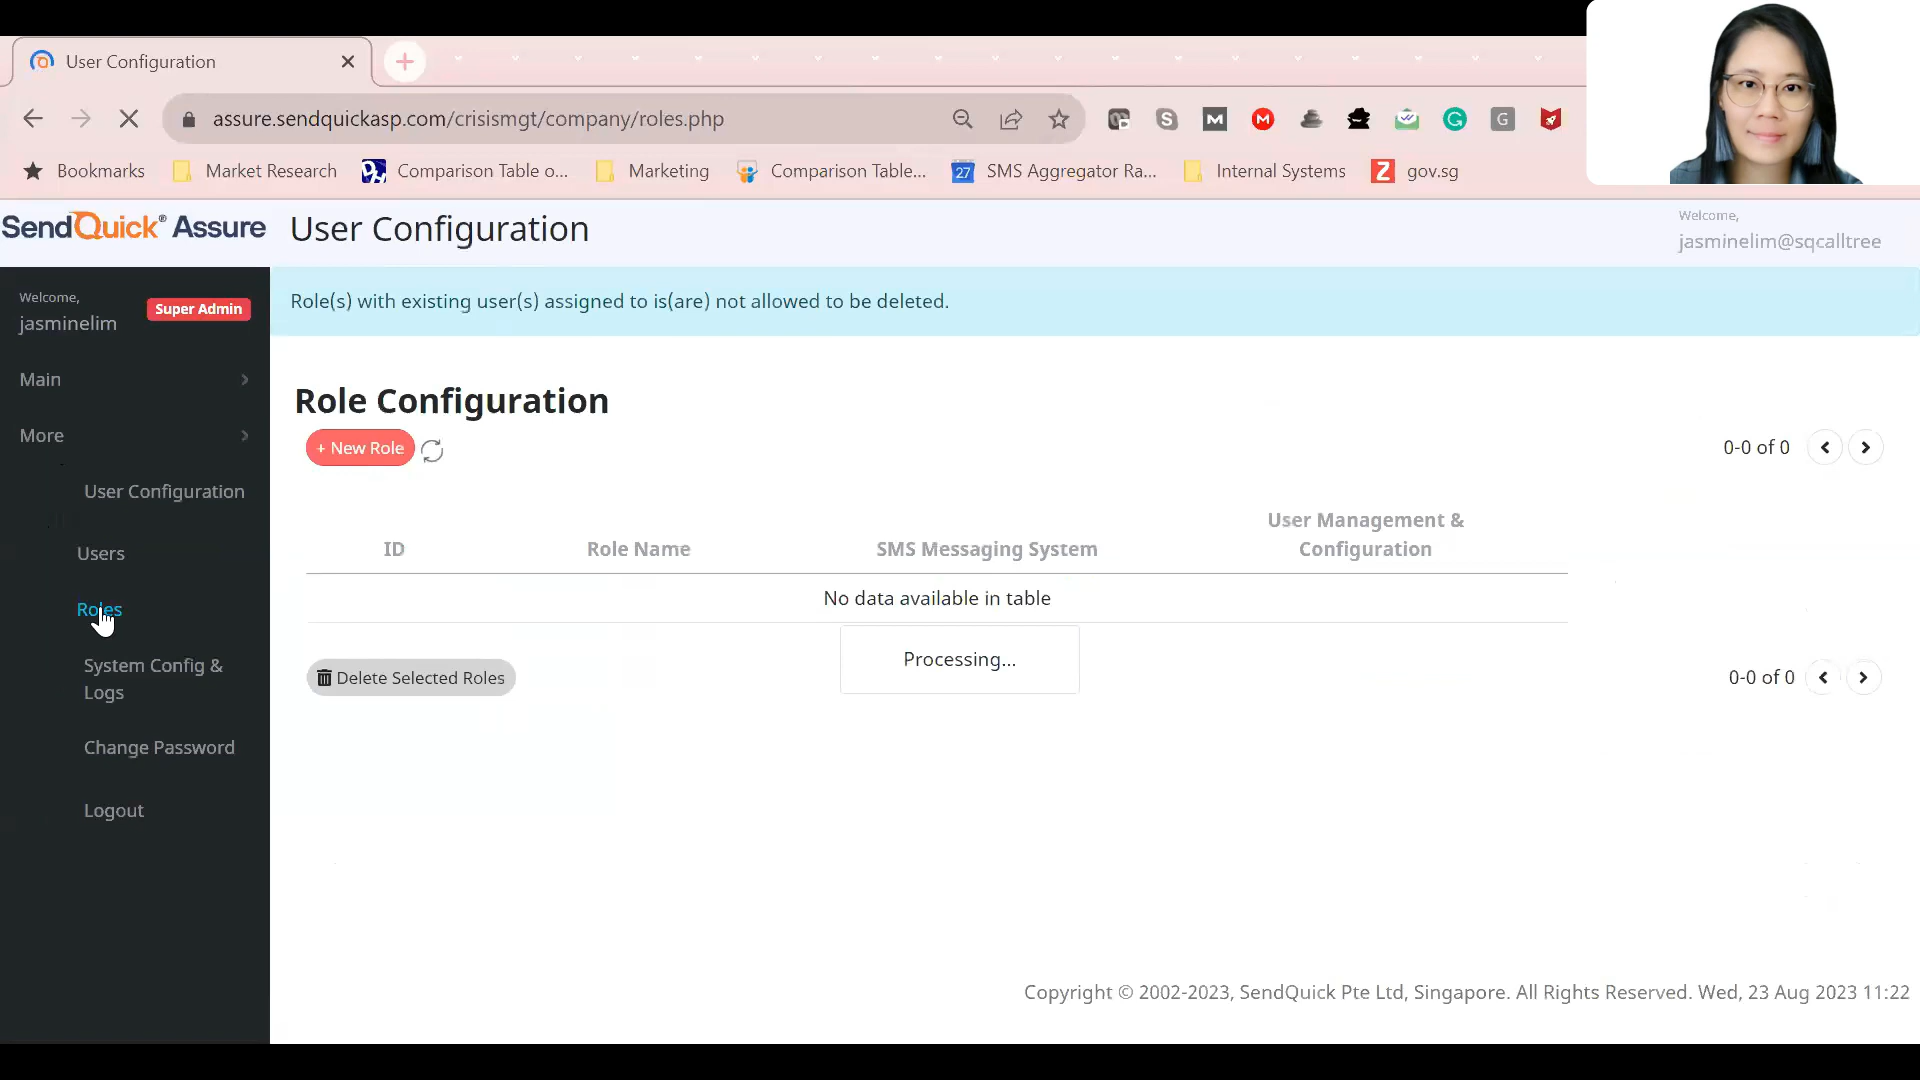 User Configuration
assure.sendquickasp.com/crisismgt/company/roles.php
Bookmarks
Market Research
Comparison Table o...
Marketing
Comparison Table...
27
SMS Aggregator Ra...
Internal Systems
gov.sg
SendQuick® Assure
User Configuration
Welcome,
jasminelim@sqcalltree
Welcome,
jasminelim
Super Admin
Main
More
User Configuration
Users
Roles
System Config &
Logs
Change Password
Logout
Role(s) with existing user(s) assigned to is(are) not allowed to be deleted.
Role Configuration
+ New Role
0-0 of 0
ID
Role Name
SMS Messaging System
User Management &
Configuration
No data available in table
Processing...
Delete Selected Roles
0-0 of 0
Copyright © 2002-2023, SendQuick Pte Ltd, Singapore. All Rights Reserved. Wed, 23 Aug 2023 11:22